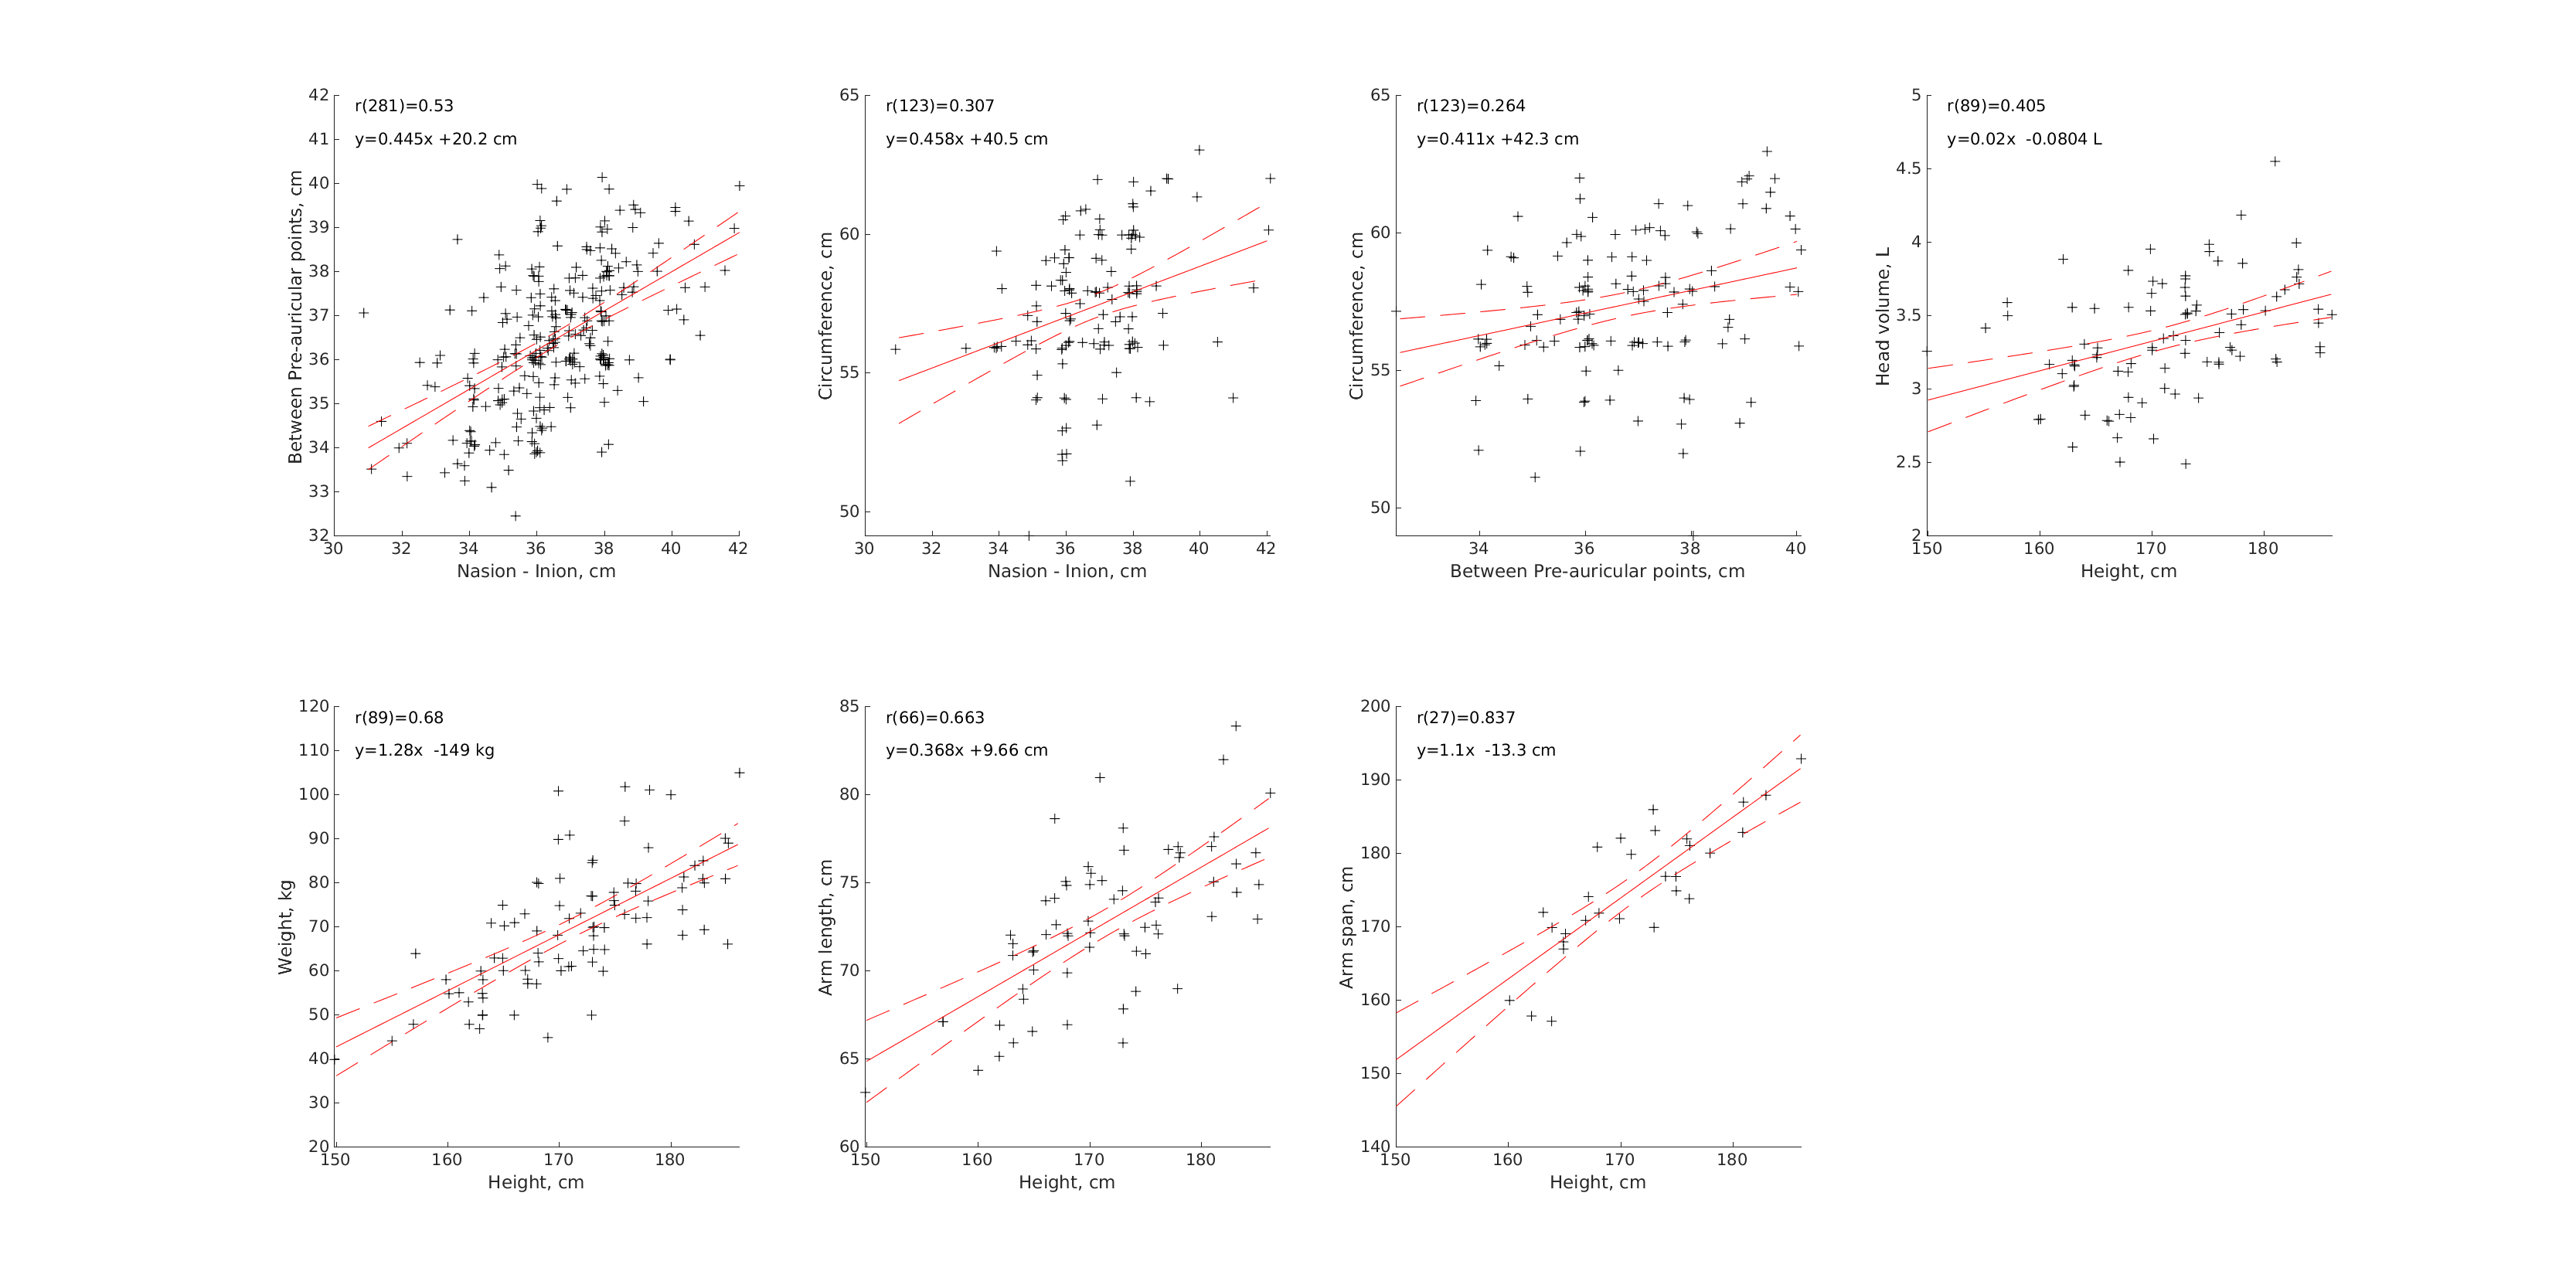 r(281)=0.53
y=0.445x +20.2 cm
42
41
40
39
38
37
36
35
34
33
32
Between Pre-auricular points, cm
30 32 34 36 38 40 42
Nasion - Inion, cm
r(123)=0.307
y=0.458x +40.5 cm
65
60
55
50
Circumference, cm
30 32 34 36 38 40 42
Nasion - Inion, cm
r(123)=0.264
y=0.411x +42.3 cm
65
60
55
50
Circumference, cm
34 36 38 40
Between Pre-auricular points, cm
r(89)=0.405
y=0.02x -0.0804 L
5
4.5
4
3.5
3
2.5
2
Head volume, L
150 160 170 180
Height, cm
r(89)=0.68
y=1.28x -149 kg
120
110
100
90
80
70
60
50
40
30
20
Weight, kg
150 160 170 180
Height, cm
r(66)=0.663
y=0.368x +9.66 cm
85
80
75
70
65
60
Arm length, cm
150 160 170 180
Height, cm
r(27)=0.837
y=1.1x -13.3 cm
200
190
180
170
160
150
140
Arm span, cm
150 160 170 180
Height, cm